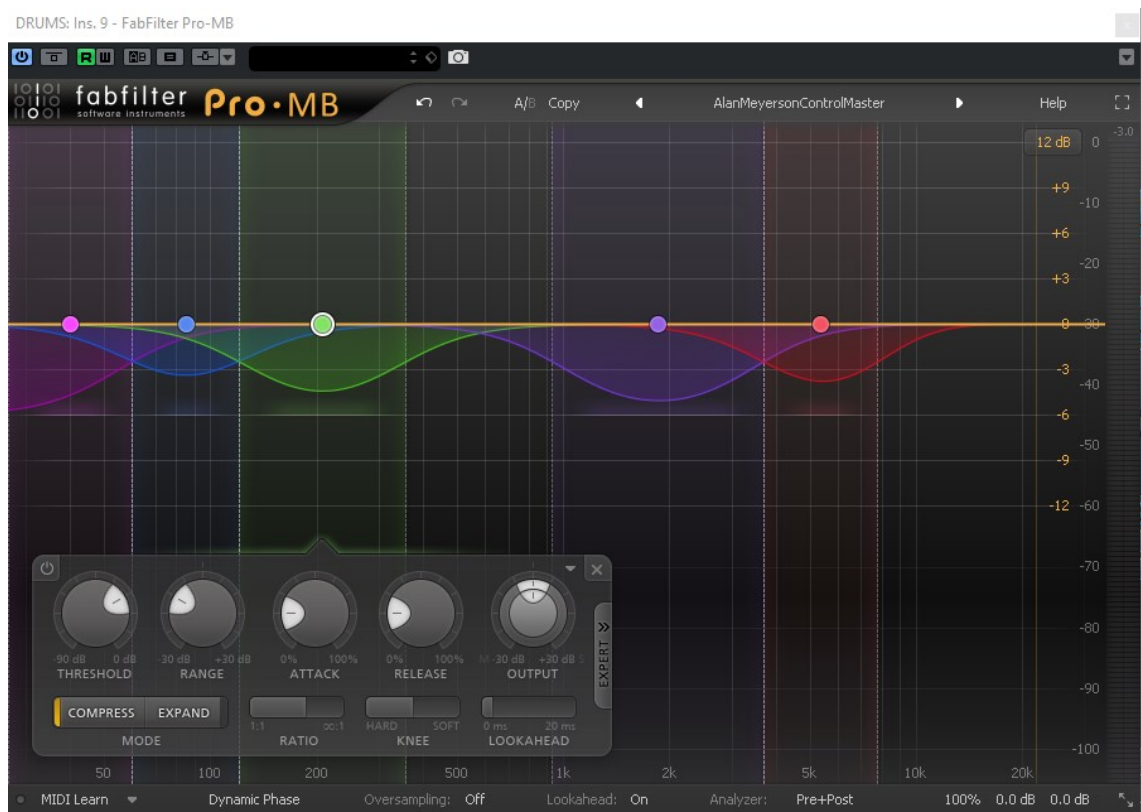 DRUMS: Ins. 9 - FabFilter Pro-MB
R W AB
fabfilter Pro·MB
software instruments
A/B Copy AlanMeyersonControlMaster Help
12 dB 0 -3.0
+9
-10
+6
-20
+3
0 -30
-3
-40
-6
-50
-9
-12 -60
-70
-80
-90
-100
-90 dB 0 dB -30 dB +30 dB 0% 100% 0% 100% M -30 dB +30 dB S
THRESHOLD RANGE ATTACK RELEASE OUTPUT
EXPERT »
COMPRESS EXPAND
1:1 ∞:1 HARD SOFT 0 ms 20 ms
MODE RATIO KNEE LOOKAHEAD
50 100 200 500 1k 2k 5k 10k 20k
MIDI Learn Dynamic Phase Oversampling: Off Lookahead: On Analyzer: Pre+Post 100% 0.0 dB 0.0 dB